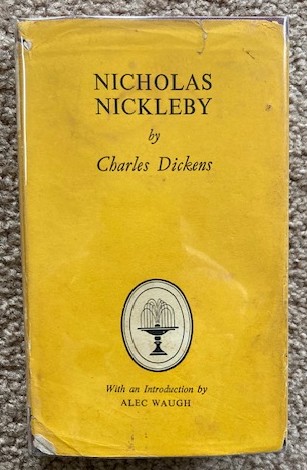 NICHOLAS
NICKLEBY
by
Charles Dickens
With an Introduction by
ALEC WAUGH